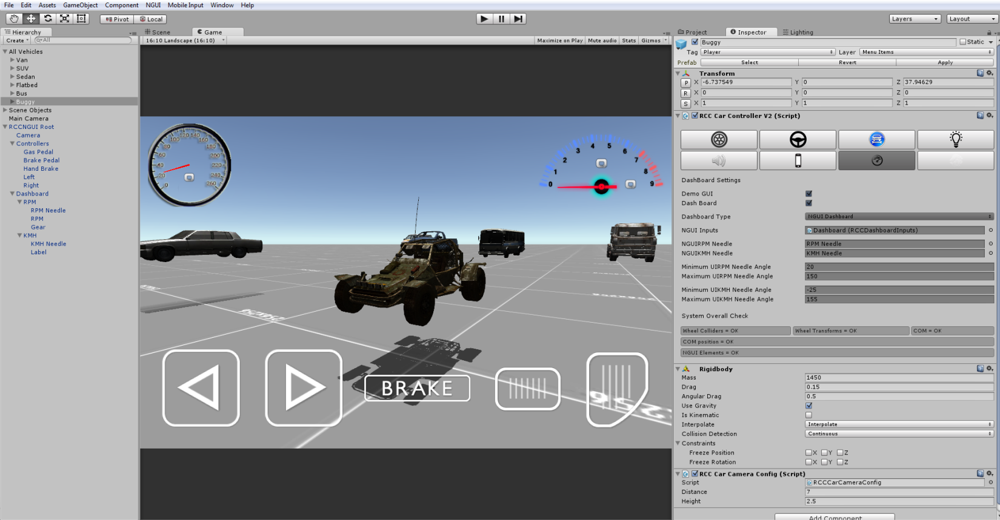 File Edit Assets GameObject Component NGUI Mobile Input Window Help
Pivot Local Layers Layout
Hierarchy
Create All
All Vehicles
Van
SUV
Sedan
Flatbed
Bus
Buggy
Scene Objects
Main Camera
RCCNGUI Root
Camera
Controllers
Gas Pedal
Brake Pedal
Hand Brake
Left
Right
Dashboard
RPM
RPM Needle
RPM
Gear
KMH
KMH Needle
Label
Scene Game
16:10 Landscape (16:10) Maximize on Play Mute audio Stats Gizmos
0 20 40 60 80 100 120 140 160 180 200 220 240 260
0 1 2 3 4 5 6 7 8 9
256x256
BRAKE
256
Project Inspector Lighting
Buggy Static
Tag Player Layer Menu Items
Prefab Select Revert Apply
Transform
P X -6.737549 Y 0 Z 37.94629
R X 0 Y 0 Z 0
S X 1 Y 1 Z 1
RCC Car Controller V2 (Script)
DashBoard Settings
Demo GUI
Dash Board
Dashboard Type NGUI Dashboard
NGUI Inputs Dashboard (RCCDashboardInputs)
NGUIRPM Needle RPM Needle
NGUIKMH Needle KMH Needle
Minimum UIRPM Needle Angle 20
Maximum UIRPM Needle Angle 150
Minimum UIKMH Needle Angle -25
Maximum UIKMH Needle Angle 155
System Overall Check
Wheel Colliders = OK Wheel Transforms = OK COM = OK
COM position = OK
NGUI Elements = OK
Rigidbody
Mass 1450
Drag 0.15
Angular Drag 0.5
Use Gravity
Is Kinematic
Interpolate Interpolate
Collision Detection Continuous
Constraints
Freeze Position X Y Z
Freeze Rotation X Y Z
RCC Car Camera Config (Script)
Script RCCCarCameraConfig
Distance 7
Height 2.5
Add Component